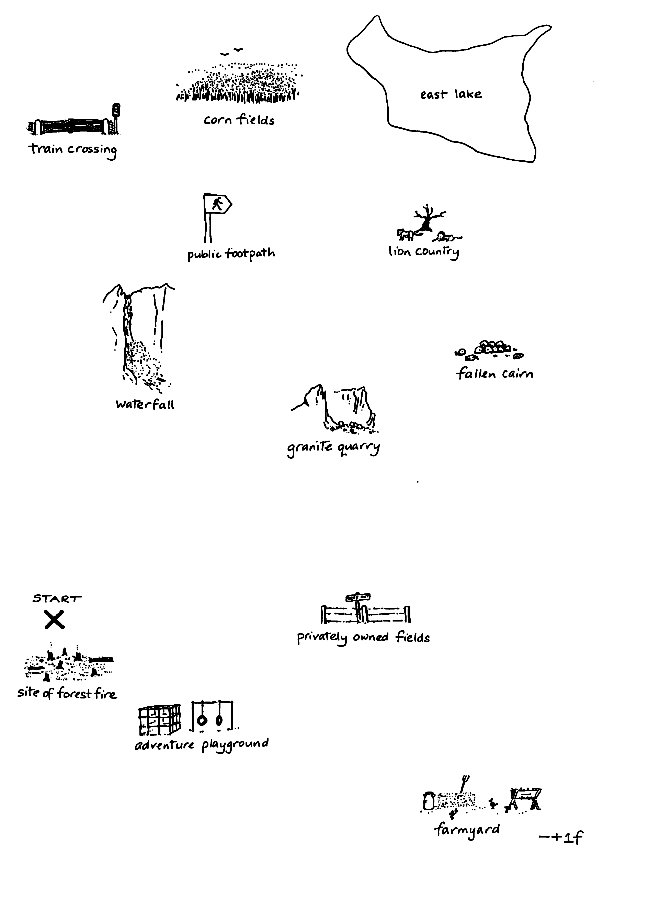 east lake
corn fields
train crossing
public footpath
lion country
fallen cairn
waterfall
granite quarry
START
privately owned fields
site of forest fire
adventure playground
farmyard